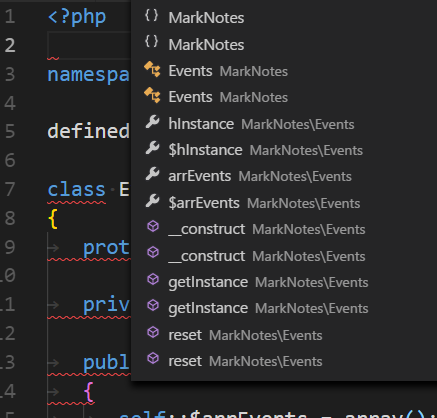 1 <?php
2
3 namespa
4
5 defined
6
7 class E
8 {
9 prot
10
11 priv
12
13 publ
14 {
self::$arrEvents = array();
MarkNotes
MarkNotes
Events MarkNotes
Events MarkNotes
hInstance MarkNotes\Events
$hInstance MarkNotes\Events
arrEvents MarkNotes\Events
$arrEvents MarkNotes\Events
__construct MarkNotes\Events
__construct MarkNotes\Events
getInstance MarkNotes\Events
getInstance MarkNotes\Events
reset MarkNotes\Events
reset MarkNotes\Events